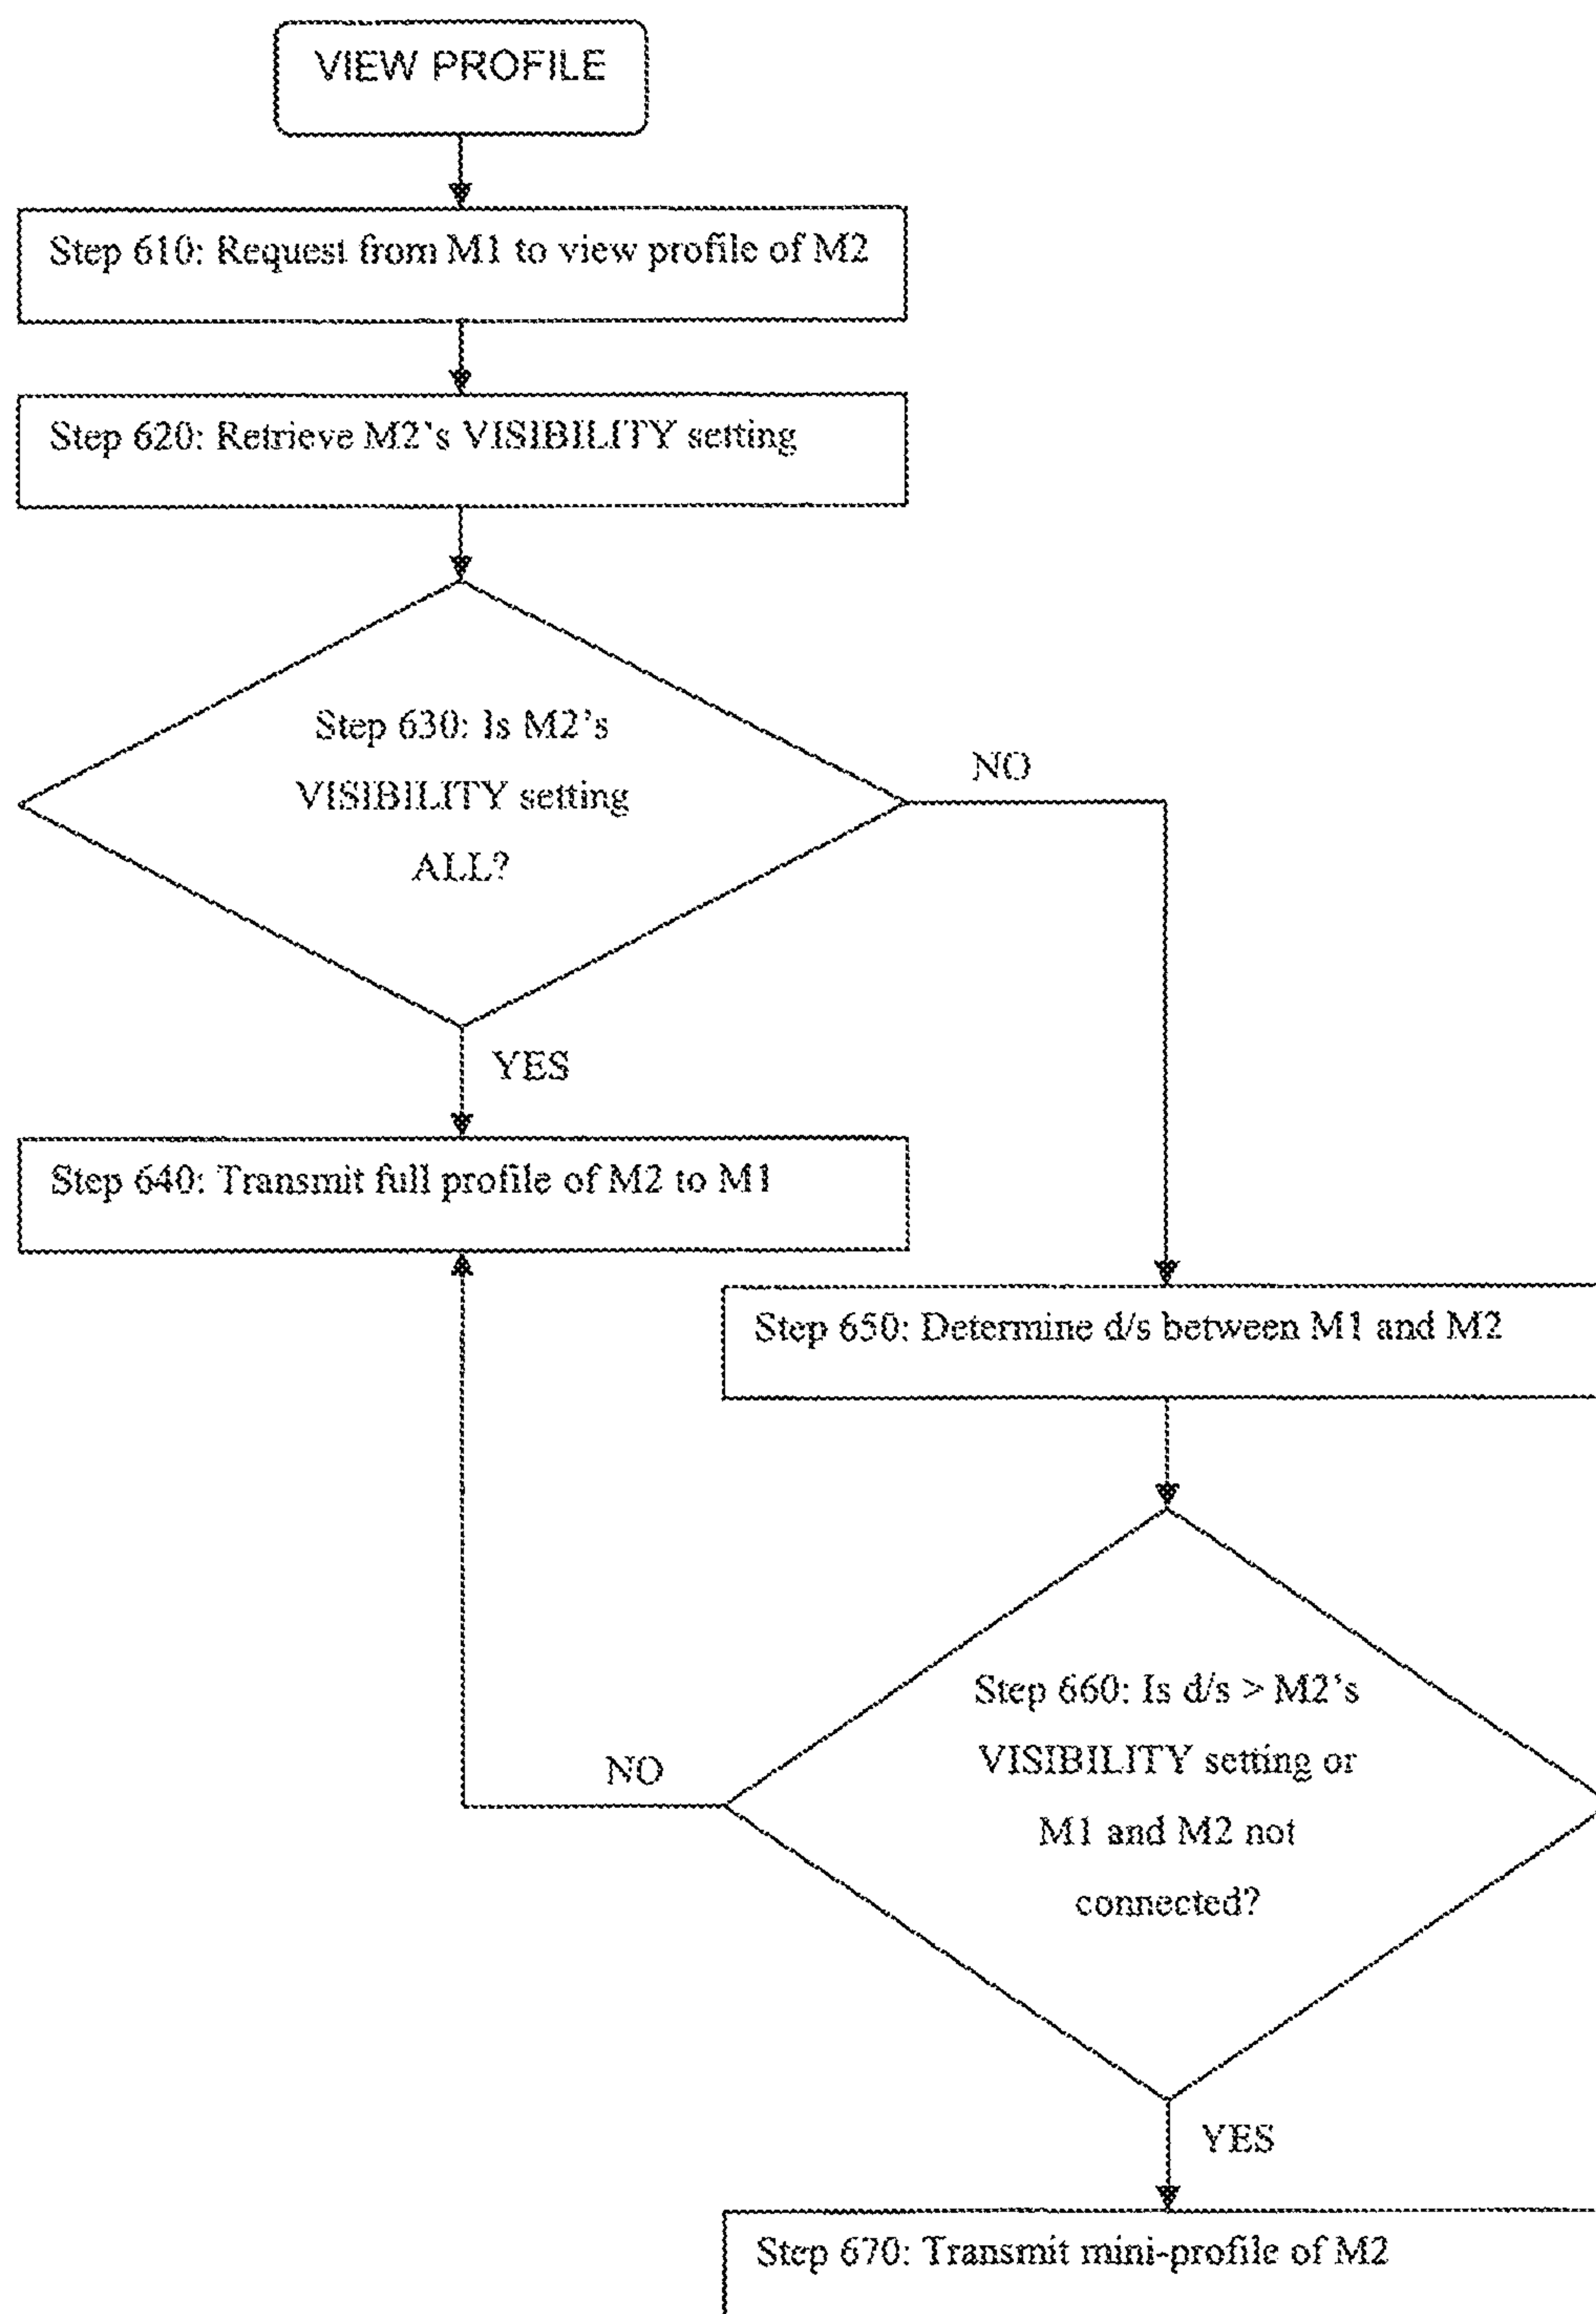 VIEW PROFILE
Step 610: Request from M1 to view profile of M2
Step 620: Retrieve M2's VISIBILITY setting
Step 630: Is M2's
VISIBILITY setting
ALL?
NO
YES
Step 640: Transmit full profile of M2 to M1
Step 650: Determine d/s between M1 and M2
Step 660: Is d/s > M2's
VISIBILITY setting or
M1 and M2 not
connected?
NO
YES
Step 670: Transmit mini-profile of M2